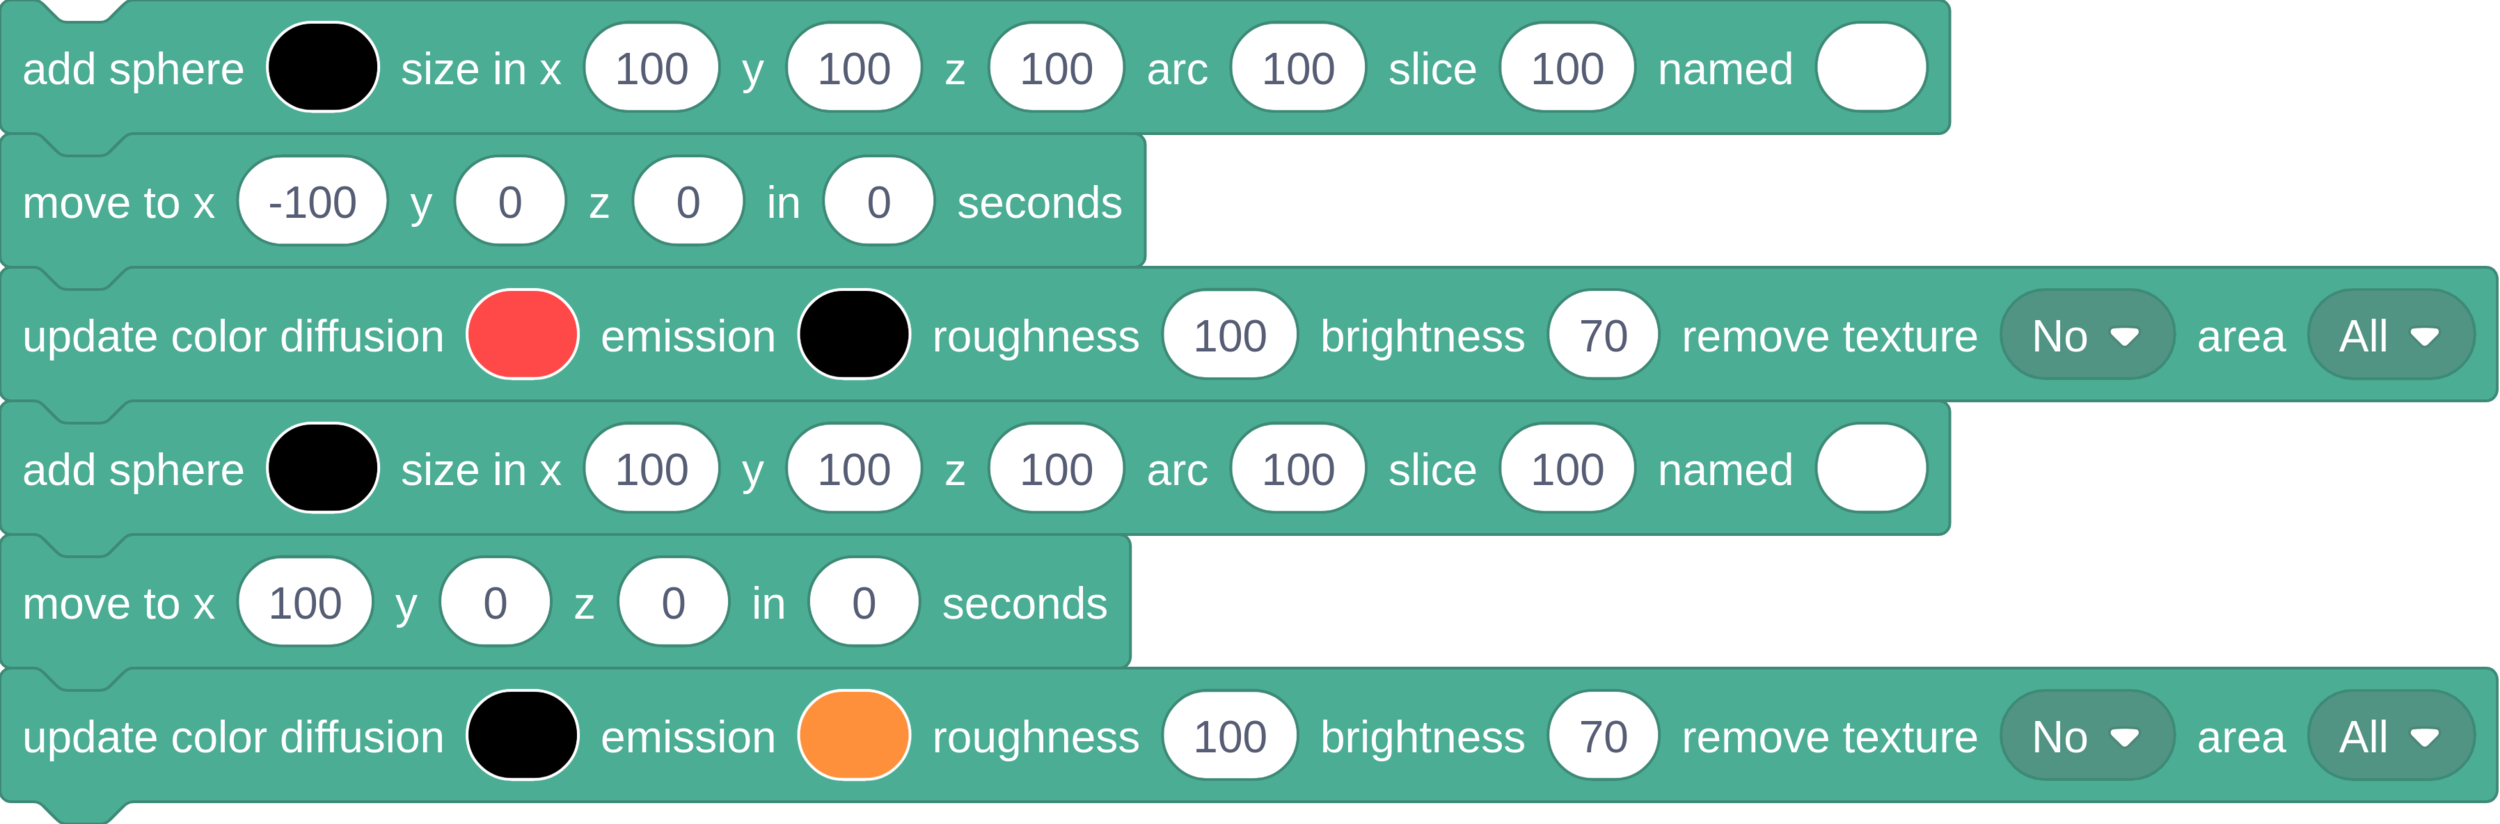 add sphere size in x 100 y 100 z 100 arc 100 slice 100 named
move to x -100 y 0 z 0 in 0 seconds
update color diffusion emission roughness 100 brightness 70 remove texture No area All
add sphere size in x 100 y 100 z 100 arc 100 slice 100 named
move to x 100 y 0 z 0 in 0 seconds
update color diffusion emission roughness 100 brightness 70 remove texture No area All